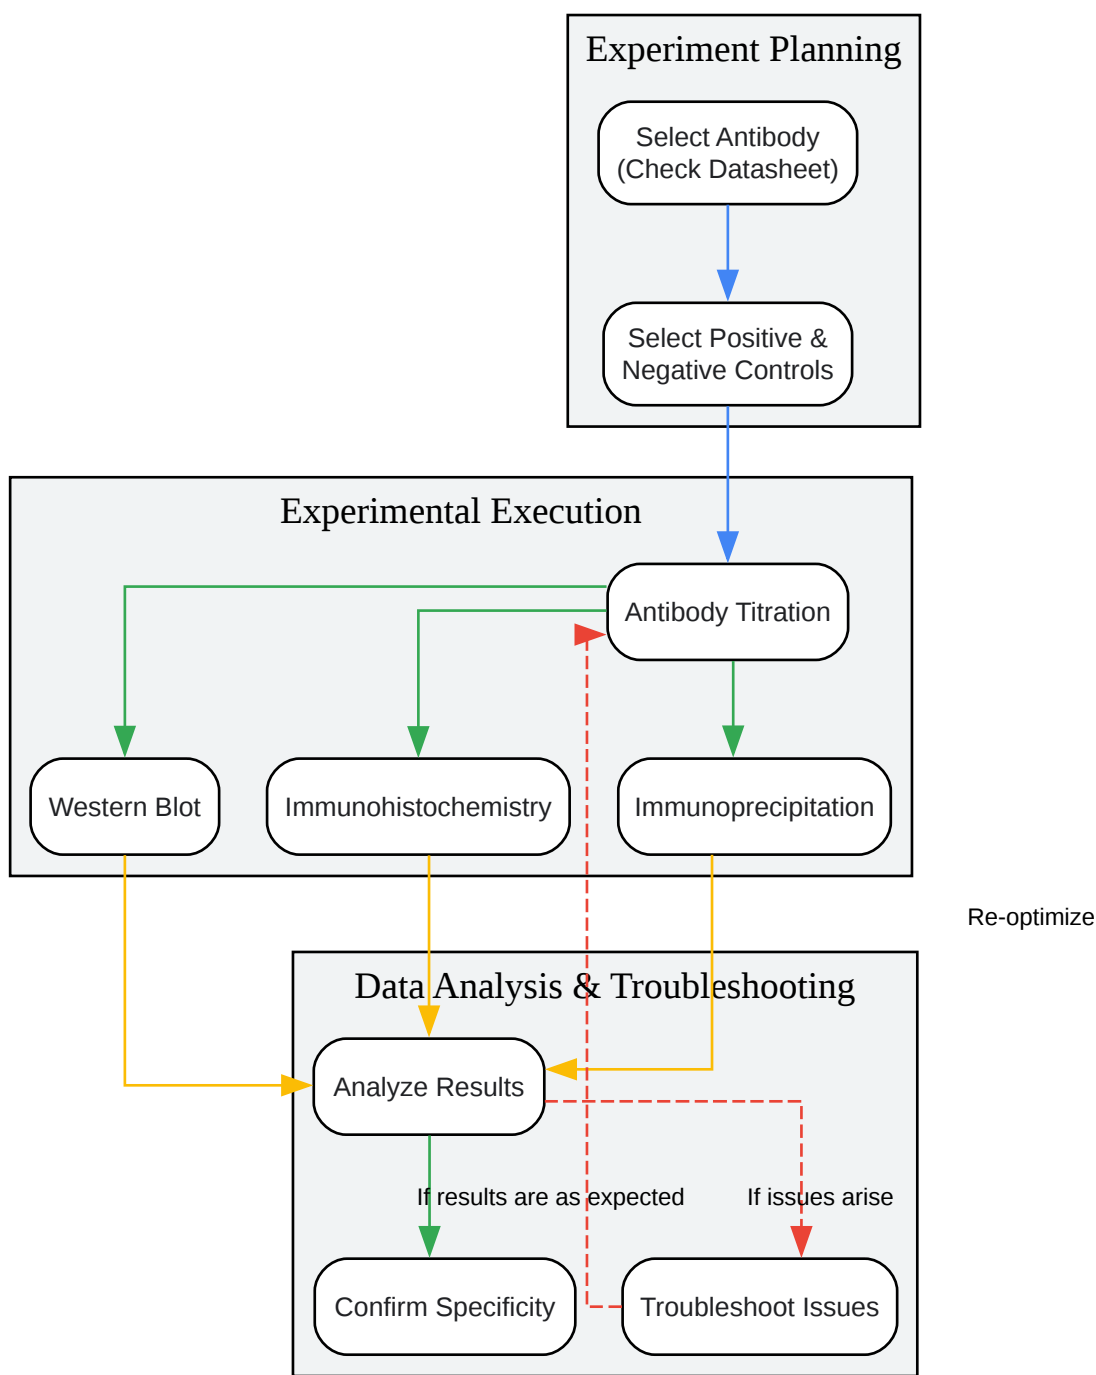 Experiment Planning
Select Antibody
(Check Datasheet)
Select Positive &
Negative Controls
Experimental Execution
Antibody Titration
Western Blot
Immunohistochemistry
Immunoprecipitation
Re-optimize
Data Analysis & Troubleshooting
Analyze Results
If results are as expected
If issues arise
Confirm Specificity
Troubleshoot Issues